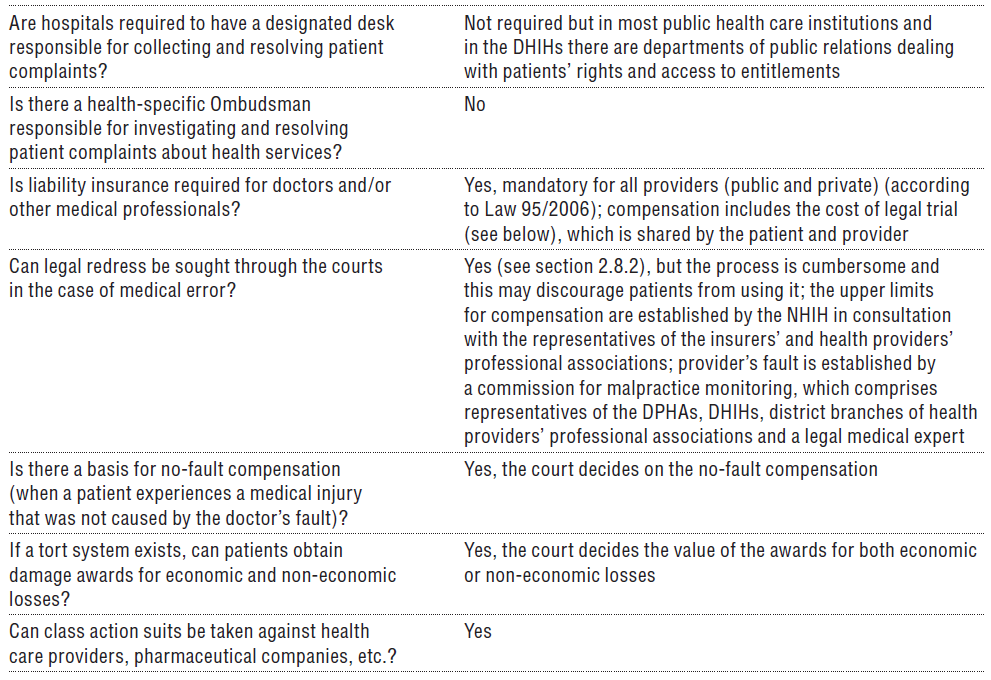 Are hospitals required to have a designated desk
responsible for collecting and resolving patient
complaints?
Not required but in most public health care institutions and
in the DHIHs there are departments of public relations dealing
with patients’ rights and access to entitlements
Is there a health-specific Ombudsman
responsible for investigating and resolving
patient complaints about health services?
No
Is liability insurance required for doctors and/or
other medical professionals?
Yes, mandatory for all providers (public and private) (according
to Law 95/2006); compensation includes the cost of legal trial
(see below), which is shared by the patient and provider
Can legal redress be sought through the courts
in the case of medical error?
Yes (see section 2.8.2), but the process is cumbersome and
this may discourage patients from using it; the upper limits
for compensation are established by the NHIH in consultation
with the representatives of the insurers’ and health providers’
professional associations; provider’s fault is established by
a commission for malpractice monitoring, which comprises
representatives of the DPHAs, DHIHs, district branches of health
providers’ professional associations and a legal medical expert
Is there a basis for no-fault compensation
(when a patient experiences a medical injury
that was not caused by the doctor’s fault)?
Yes, the court decides on the no-fault compensation
If a tort system exists, can patients obtain
damage awards for economic and non-economic
losses?
Yes, the court decides the value of the awards for both economic
or non-economic losses
Can class action suits be taken against health
care providers, pharmaceutical companies, etc.?
Yes